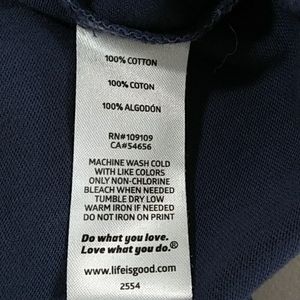 100% COTTON
100% COTON
100% ALGODÓN
RN#109109
CA#54656
MACHINE WASH COLD
WITH LIKE COLORS
ONLY NON-CHLORINE
BLEACH WHEN NEEDED
TUMBLE DRY LOW
WARM IRON IF NEEDED
DO NOT IRON ON PRINT
Do what you love.
Love what you do.®
www.lifeisgood.com
2554